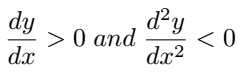 dy/dx > 0 and d²y/dx² < 0